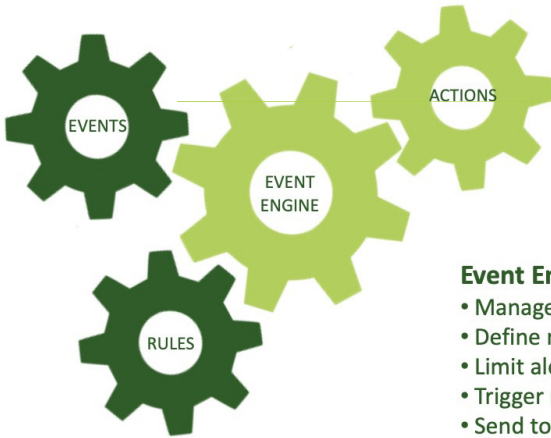 EVENTS
ACTIONS
EVENT
ENGINE
RULES
Event
• Manage
• Define
• Limit
• Trigger
• Send to